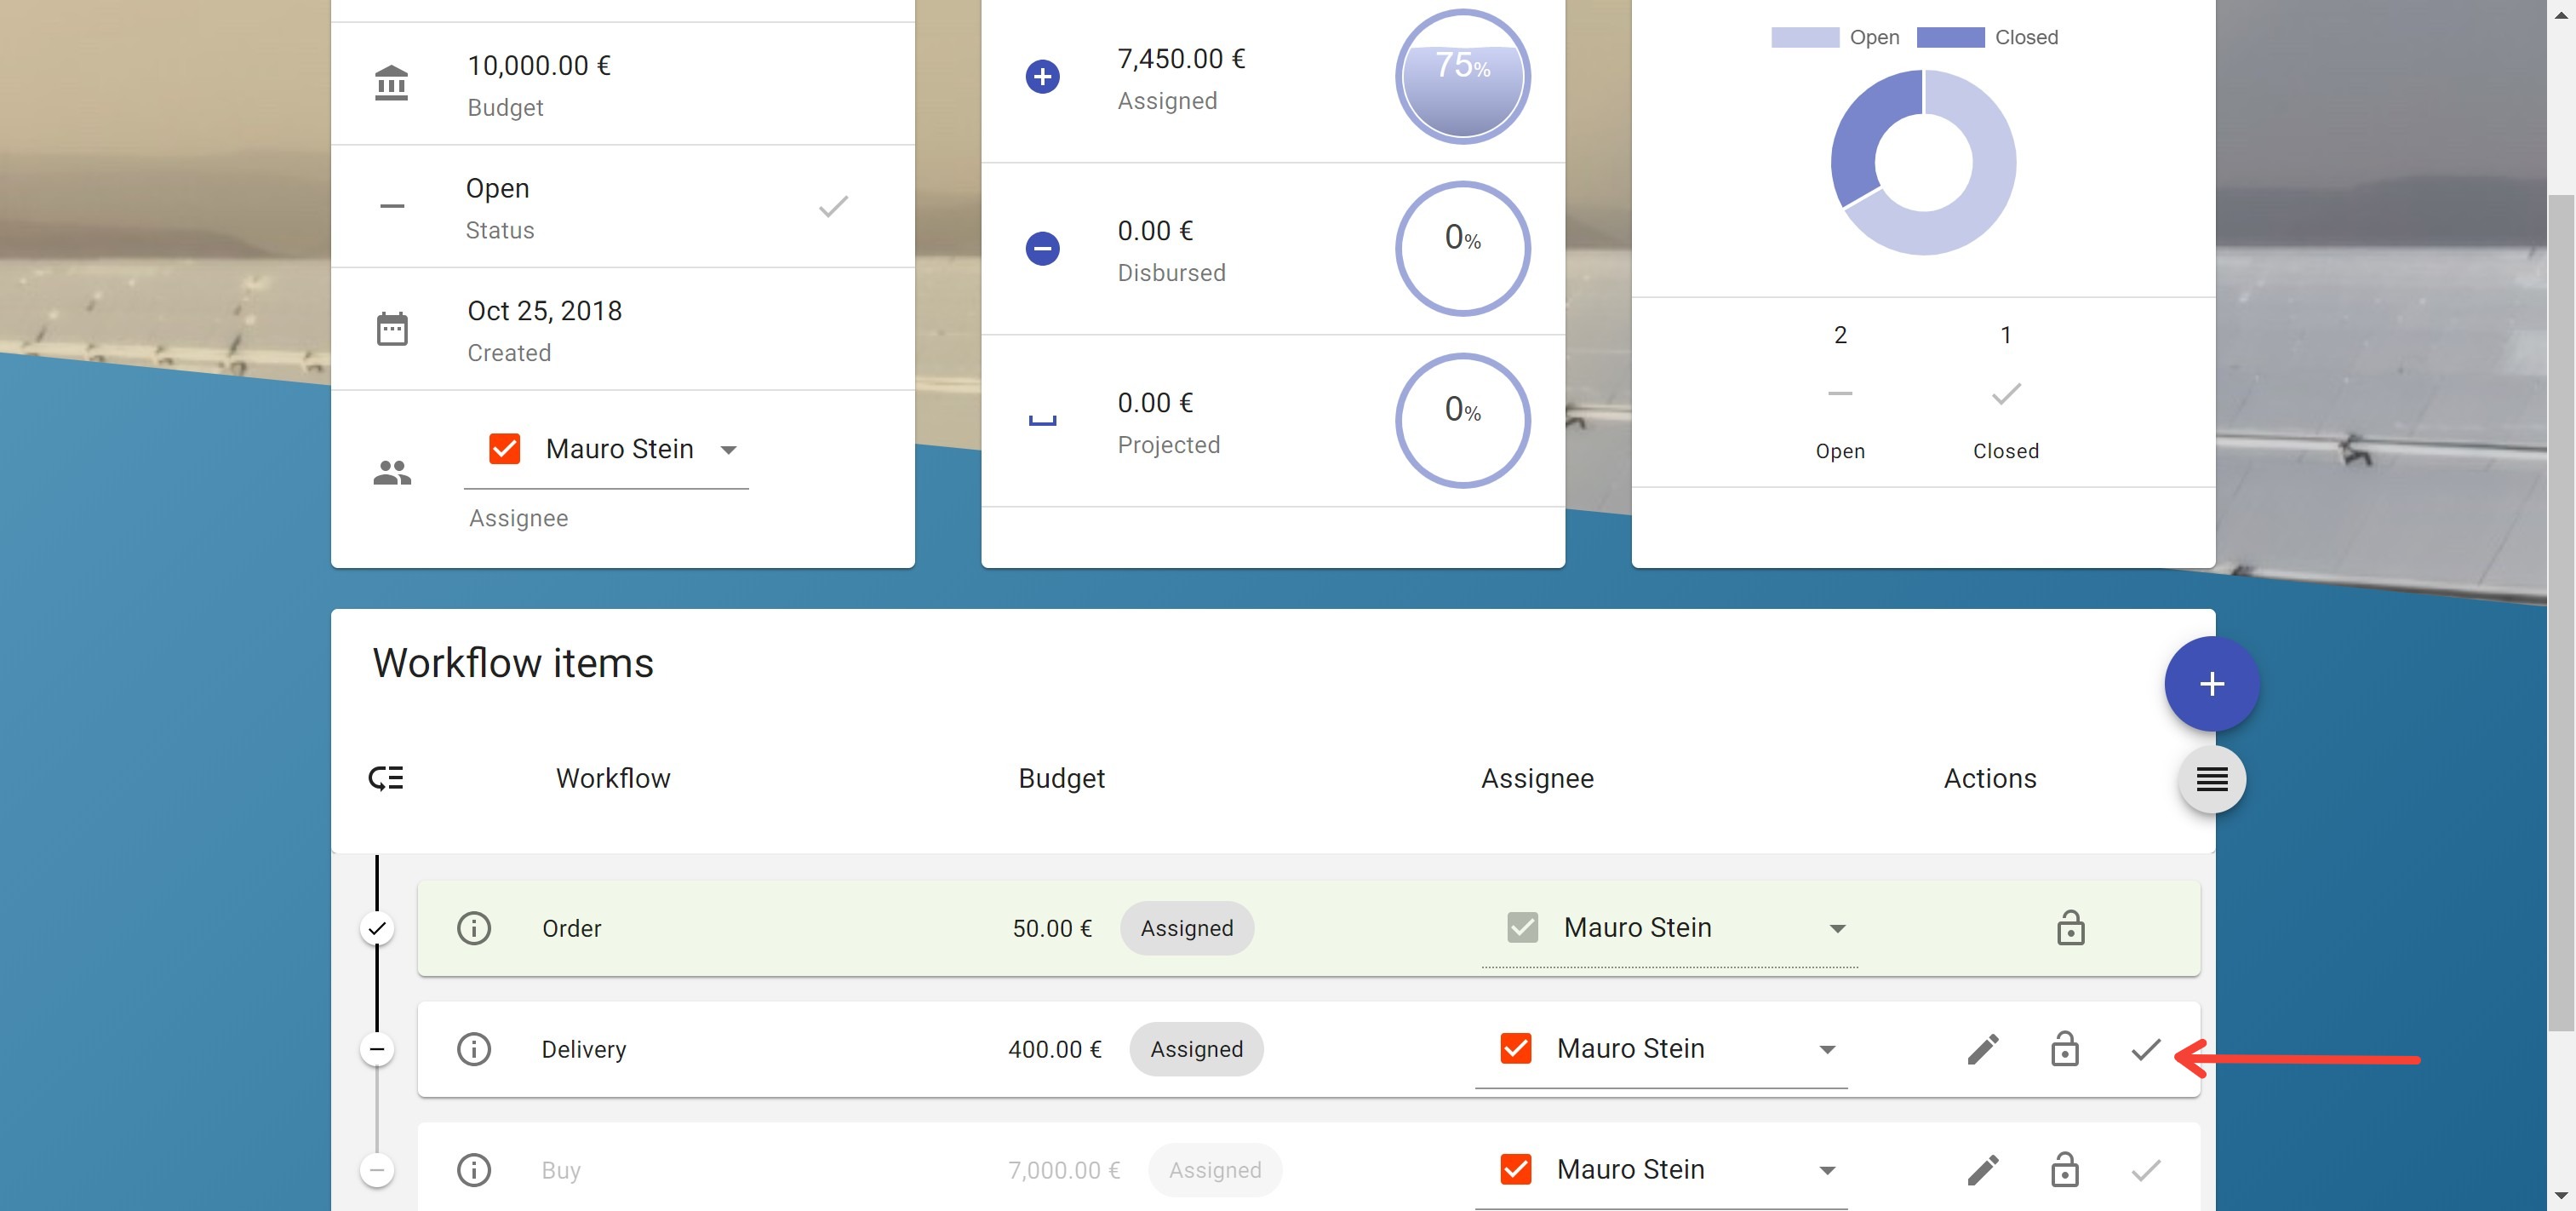 10,000.00 €
Budget
Open
Status
Oct 25, 2018
Created
Mauro Stein
Assignee
7,450.00 €
Assigned
75%
0.00 €
Disbursed
0%
0.00 €
Projected
0%
Open Closed
2 1
Open Closed
Workflow items
Workflow Budget Assignee Actions
Order 50.00 € Assigned Mauro Stein
Delivery 400.00 € Assigned Mauro Stein
Buy 7,000.00 € Assigned Mauro Stein